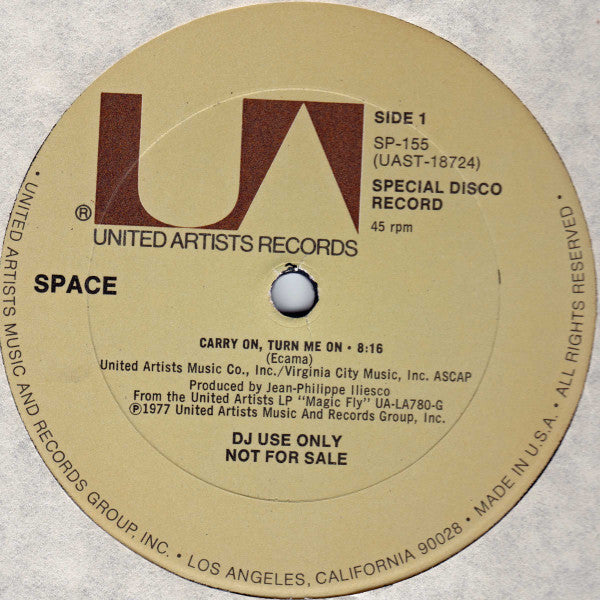 UA
®
UNITED ARTISTS RECORDS
SIDE 1
SP-155
(UAST-18724)
SPECIAL DISCO
RECORD
45 rpm
SPACE
CARRY ON, TURN ME ON • 8:16
(Ecama)
United Artists Music Co., Inc./Virginia City Music, Inc. ASCAP
Produced by Jean-Philippe Iliesco
From the United Artists LP "Magic Fly" UA-LA780-G
℗1977 United Artists Music And Records Group, Inc.
DJ USE ONLY
NOT FOR SALE
• UNITED ARTISTS MUSIC AND RECORDS GROUP, INC. • LOS ANGELES, CALIFORNIA 90028 • MADE IN U.S.A. • ALL RIGHTS RESERVED •